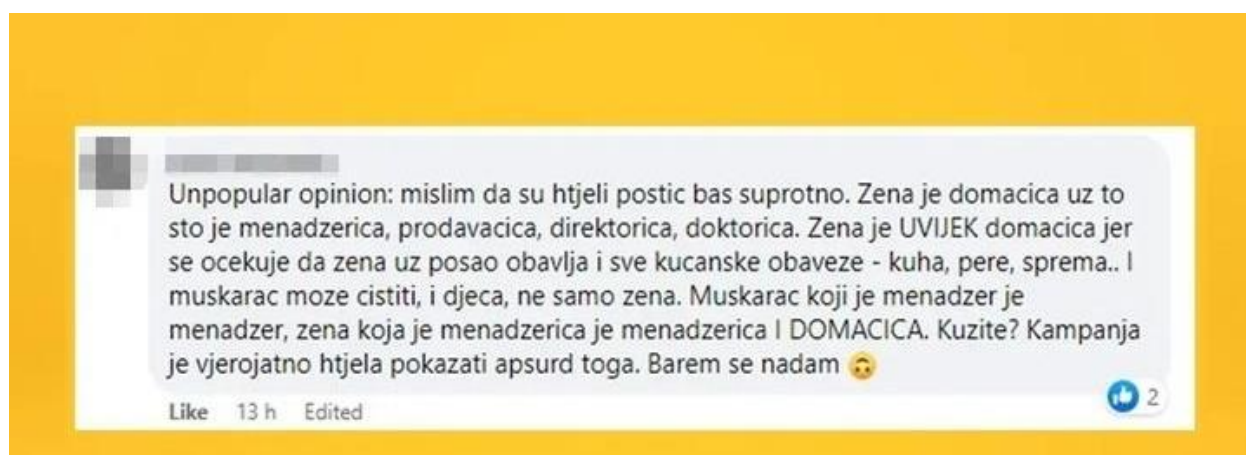 Unpopular opinion: mislim da su htjeli postic bas suprotno. Zena je domacica uz to
sto je menadzerica, prodavacica, direktorica, doktorica. Zena je UVIJEK domacica jer
se ocekuje da zena uz posao obavlja i sve kucanske obaveze - kuha, pere, sprema.. I
muskarac moze cistiti, i djeca, ne samo zena. Muskarac koji je menadzer je
menadzer, zena koja je menadzerica je menadzerica I DOMACICA. Kuzite? Kampanja
je vjerojatno htjela pokazati apsurd toga. Barem se nadam 🙃
2
Like 13 h Edited